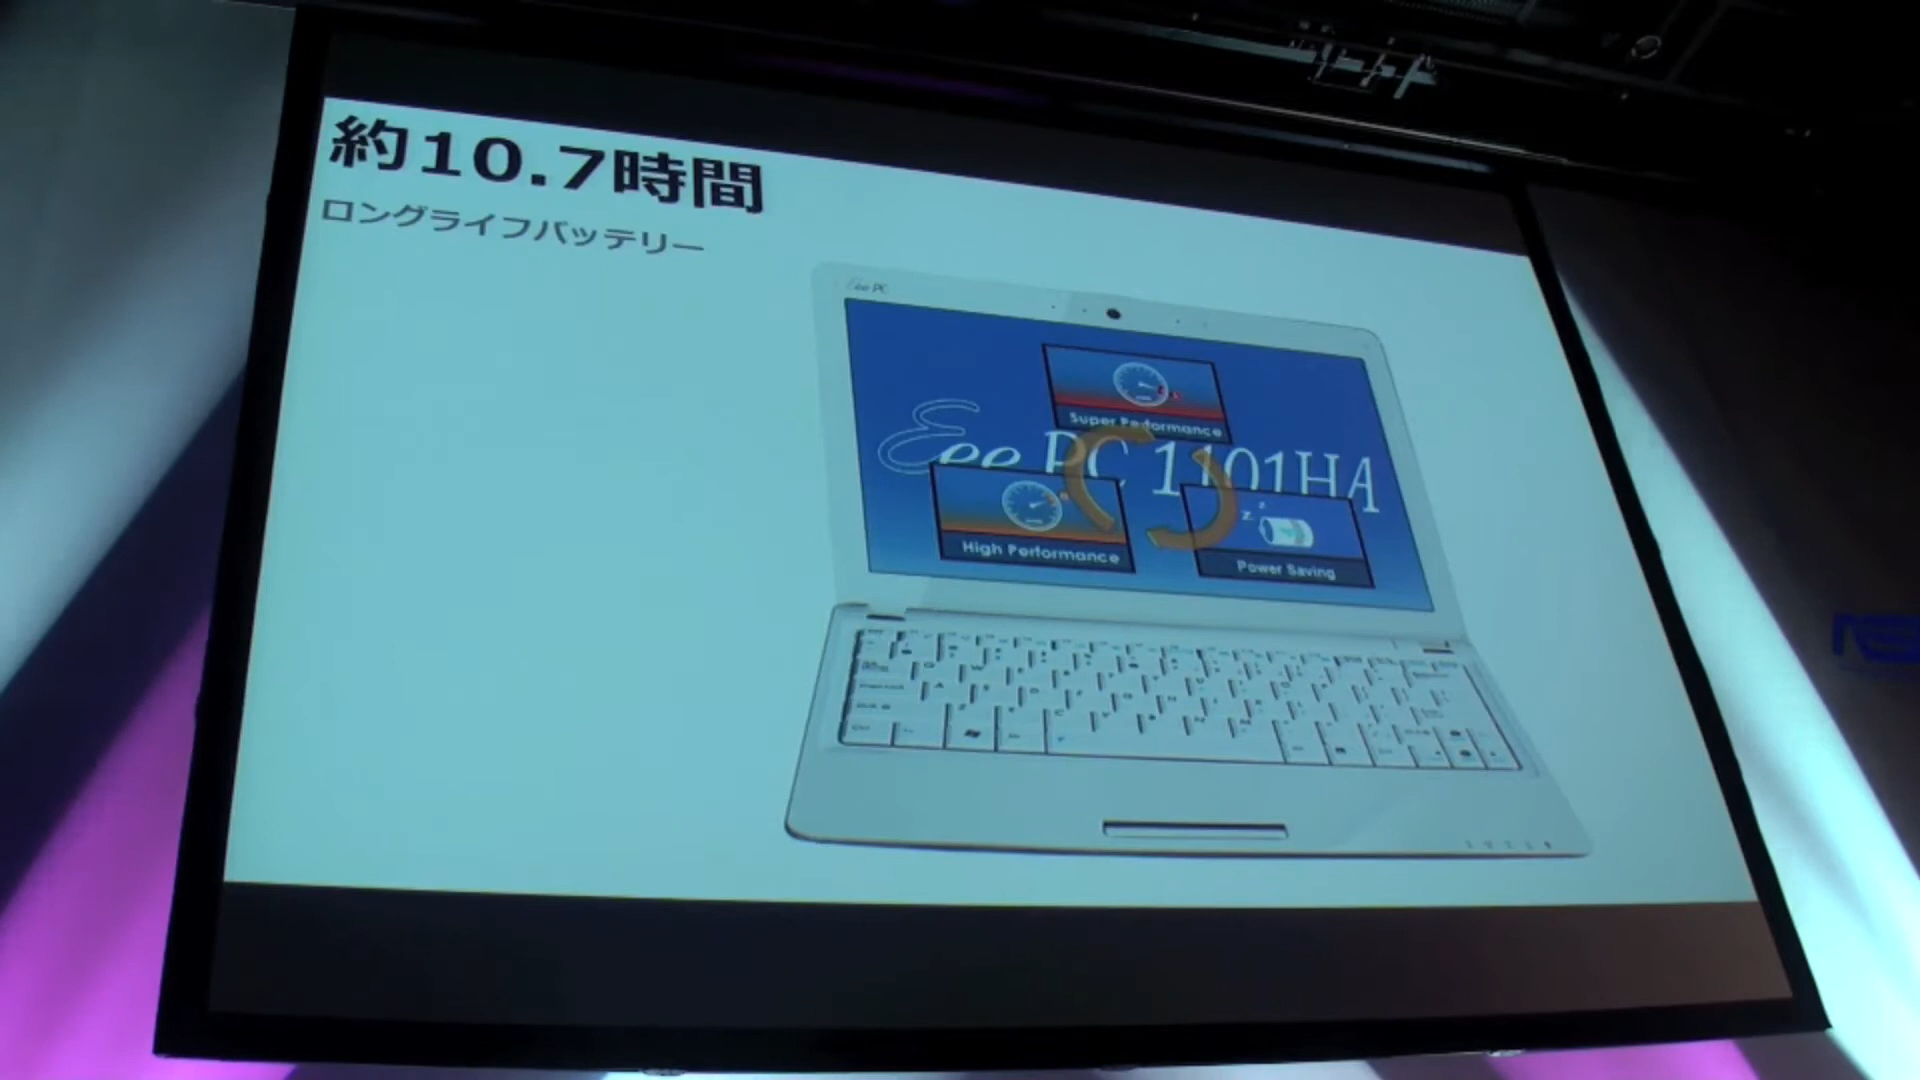 約10.7時間
ロングライフバッテリー
Eee PC
Super Performance
Eee PC 1101HA
High Performance
z z
Power Saving